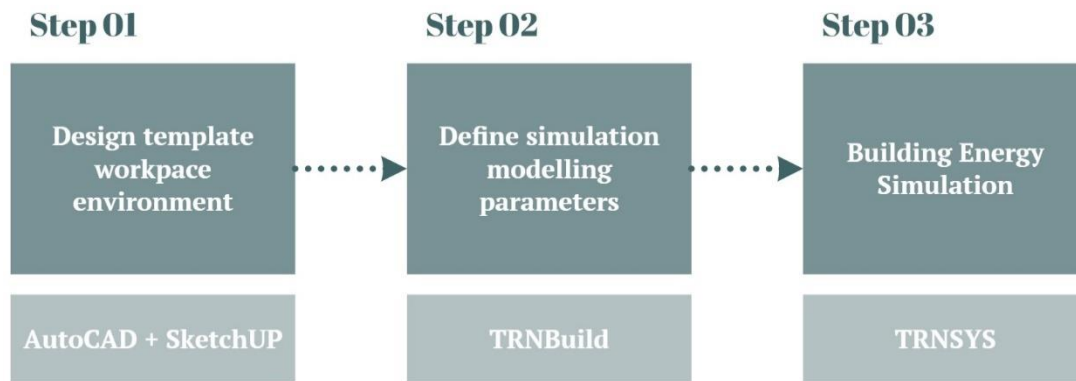 Step 01
Step 02
Step 03
Design template
workpace
environment
Define simulation
modelling
parameters
Building Energy
Simulation
AutoCAD + SketchUP
TRNBuild
TRNSYS